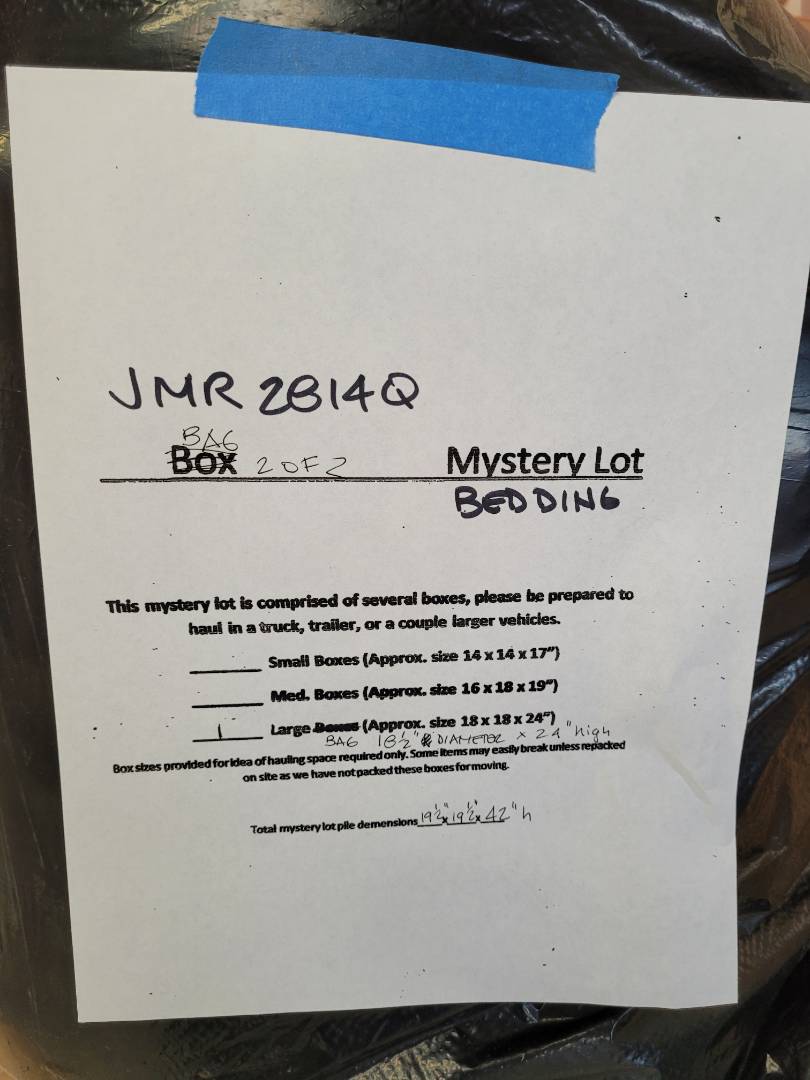 JMR 2814Q
BAG
Box 2 OF 2 Mystery Lot
BEDDING
This mystery lot is comprised of several boxes, please be prepared to
haul in a truck, trailer, or a couple larger vehicles.
______ Small Boxes (Approx. size 14 x 14 x 17")
______ Med. Boxes (Approx. size 16 x 18 x 19")
1 Large Boxes (Approx. size 18 x 18 x 24")
BAG 18½" DIAMETER x 24" high
Box sizes provided for idea of hauling space required only. Some items may easily break unless repacked
on site as we have not packed these boxes for moving.
Total mystery lot pile demensions 19½" x 19½" x 42" h